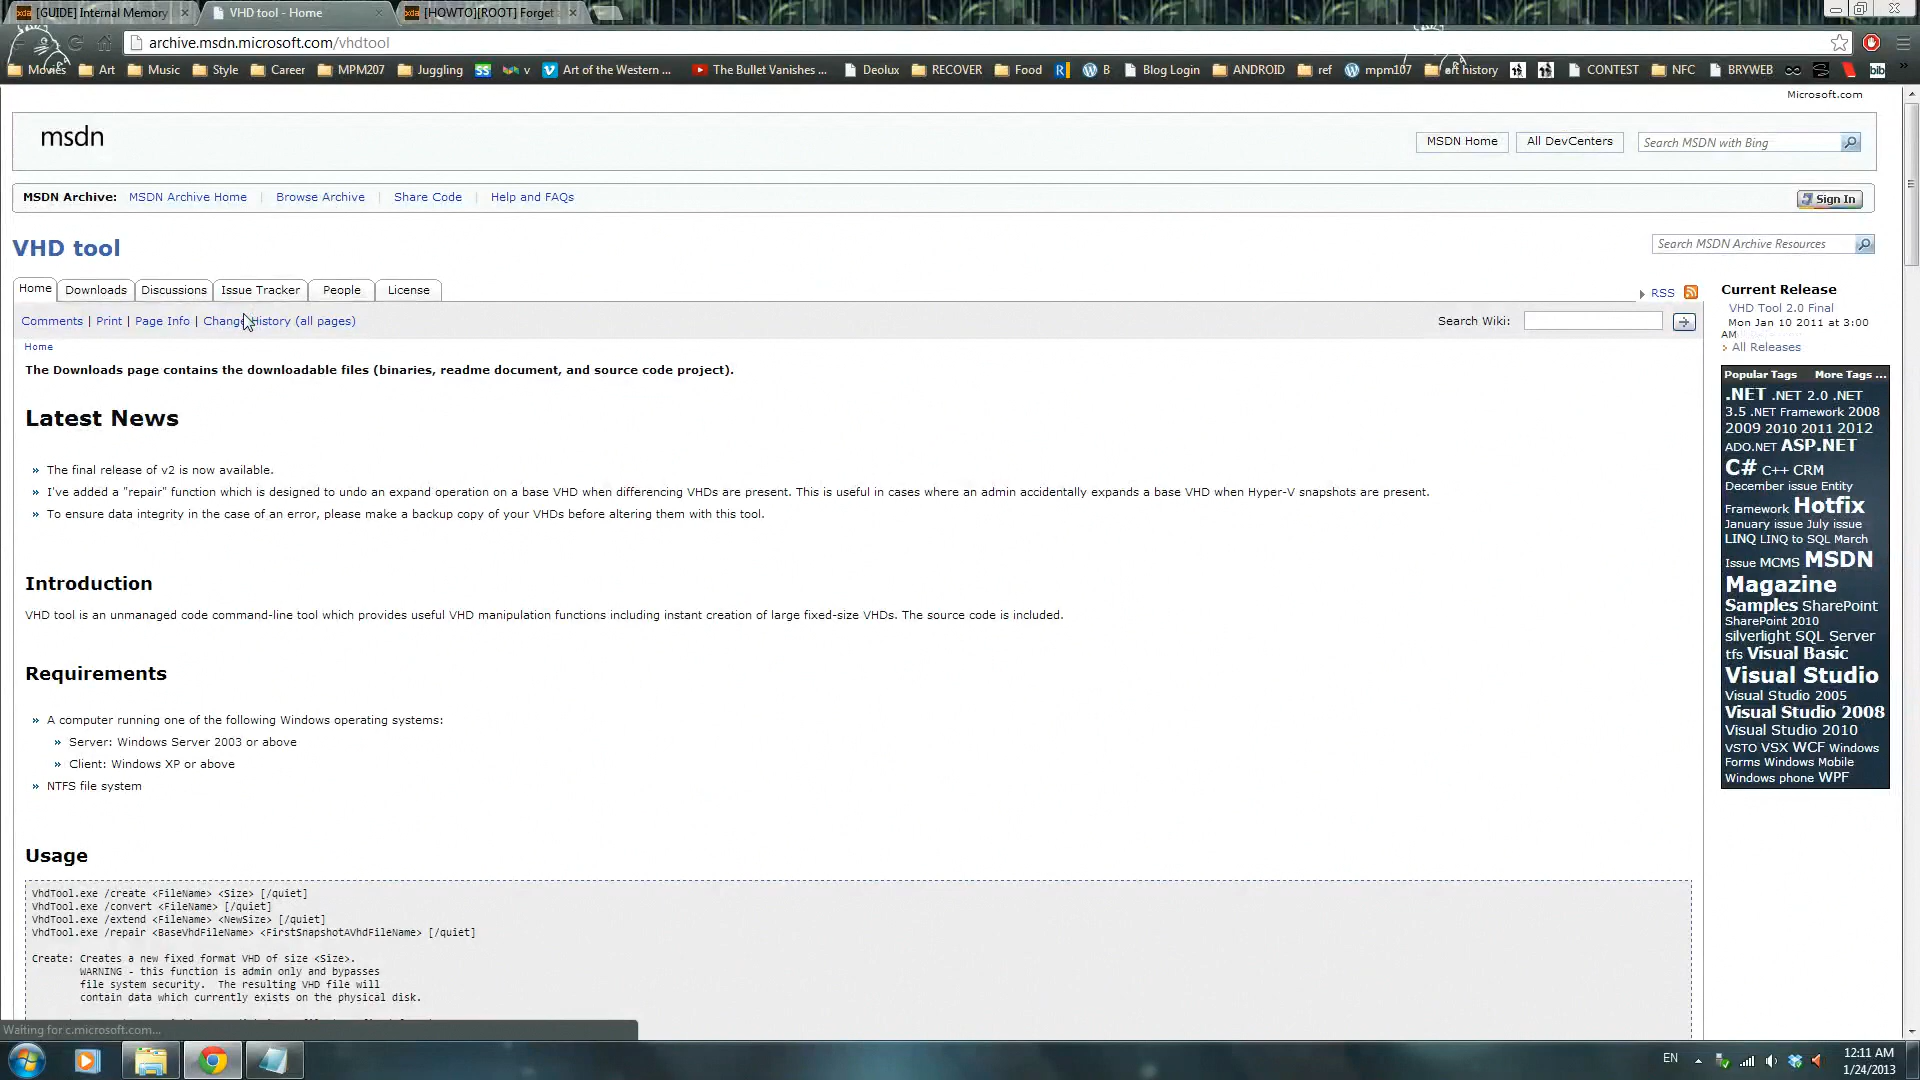 [GUIDE] Internal Memory
VHD tool - Home
[HOWTO][ROOT] Forget
archive.msdn.microsoft.com/vhdtool
Movies
Art
Music
Style
Career
MPM207
Juggling
SS
v
Art of the Western ...
The Bullet Vanishes ...
Deolux
RECOVER
Food
R
B
Blog Login
ANDROID
ref
mpm107
art history
CONTEST
NFC
BRYWEB
bib
»
Microsoft.com
msdn
MSDN Home
All DevCenters
Search MSDN with Bing
MSDN Archive: MSDN Archive Home | Browse Archive | Share Code | Help and FAQs
Sign In
VHD tool
Search MSDN Archive Resources
Home
Downloads
Discussions
Issue Tracker
People
License
RSS
Comments | Print | Page Info | Change History (all pages)
Search Wiki:
Home
The Downloads page contains the downloadable files (binaries, readme document, and source code project).
Latest News
» The final release of v2 is now available.
» I've added a "repair" function which is designed to undo an expand operation on a base VHD when differencing VHDs are present. This is useful in cases where an admin accidentally expands a base VHD when Hyper-V snapshots are present.
» To ensure data integrity in the case of an error, please make a backup copy of your VHDs before altering them with this tool.
Introduction
VHD tool is an unmanaged code command-line tool which provides useful VHD manipulation functions including instant creation of large fixed-size VHDs. The source code is included.
Requirements
» A computer running one of the following Windows operating systems:
» Server: Windows Server 2003 or above
» Client: Windows XP or above
» NTFS file system
Usage
VhdTool.exe /create <FileName> <Size> [/quiet]
VhdTool.exe /convert <FileName> [/quiet]
VhdTool.exe /extend <FileName> <NewSize> [/quiet]
VhdTool.exe /repair <BaseVhdFileName> <FirstSnapshotAVhdFileName> [/quiet]
Create: Creates a new fixed format VHD of size <Size>.
WARNING - this function is admin only and bypasses
file system security.  The resulting VHD file will
contain data which currently exists on the physical disk.
Current Release
VHD Tool 2.0 Final
Mon Jan 10 2011 at 3:00
AM
› All Releases
Popular Tags More Tags ...
.NET .NET 2.0 .NET
3.5 .NET Framework 2008
2009 2010 2011 2012
ADO.NET ASP.NET
C# C++ CRM
December issue Entity
Framework Hotfix
January issue July issue
LINQ LINQ to SQL March
Issue MCMS MSDN
Magazine
Samples SharePoint
SharePoint 2010
silverlight SQL Server
tfs Visual Basic
Visual Studio
Visual Studio 2005
Visual Studio 2008
Visual Studio 2010
VSTO VSX WCF Windows
Forms Windows Mobile
Windows phone WPF
Waiting for c.microsoft.com...
EN
12:11 AM
1/24/2013